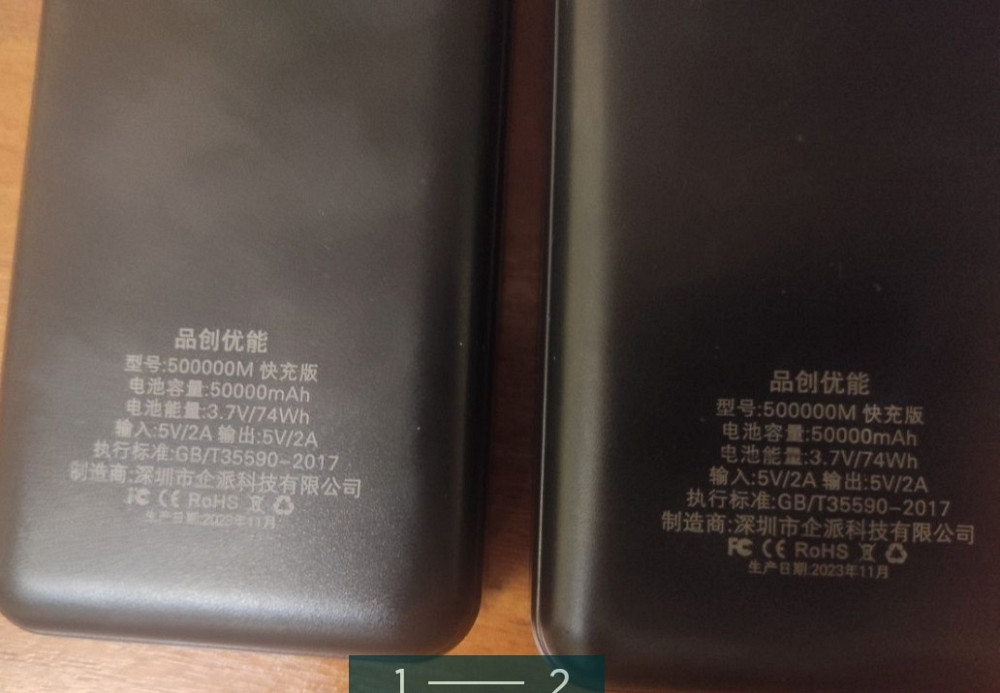 品创优能
型号:500000M 快充版
电池容量:50000mAh
电池能量:3.7V/74Wh
输入:5V/2A 输出:5V/2A
执行标准:GB/T35590-2017
制造商:深圳市企派科技有限公司
FC CE RoHS
生产日期:2023年11月
品创优能
型号:500000M 快充版
电池容量:50000mAh
电池能量:3.7V/74Wh
输入:5V/2A 输出:5V/2A
执行标准:GB/T35590-2017
制造商:深圳市企派科技有限公司
FC CE RoHS
生产日期:2023年11月
1 — 2